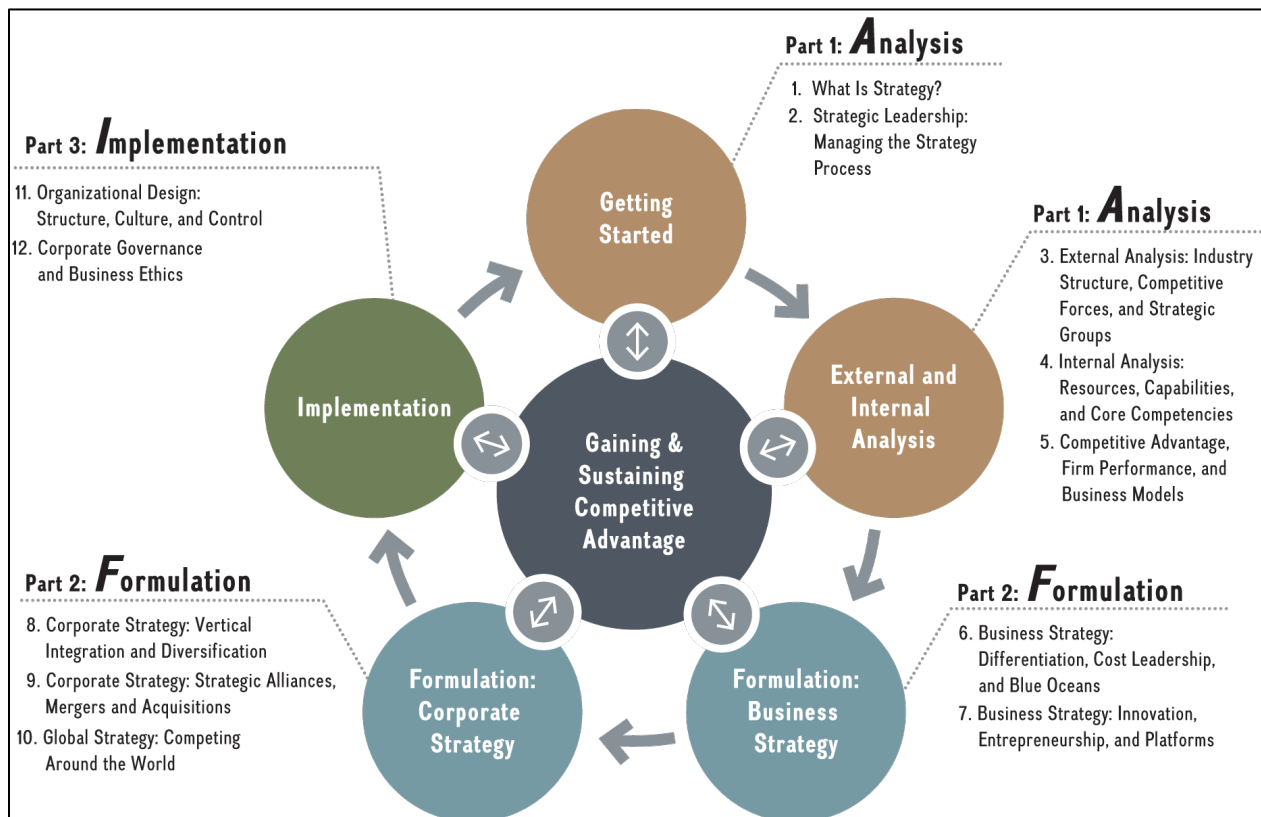 Part 1: Analysis
1. What Is Strategy?
2. Strategic Leadership:
Managing the Strategy
Process
Part 3: Implementation
11. Organizational Design:
Structure, Culture, and Control
12. Corporate Governance
and Business Ethics
Getting
Started
Part 1: Analysis
3. External Analysis: Industry
Structure, Competitive
Forces, and Strategic
Groups
4. Internal Analysis:
Resources, Capabilities,
and Core Competencies
5. Competitive Advantage,
Firm Performance, and
Business Models
External and
Internal
Analysis
Implementation
Gaining &
Sustaining
Competitive
Advantage
Part 2: Formulation
8. Corporate Strategy: Vertical
Integration and Diversification
9. Corporate Strategy: Strategic Alliances,
Mergers and Acquisitions
10. Global Strategy: Competing
Around the World
Formulation:
Corporate
Strategy
Formulation:
Business
Strategy
Part 2: Formulation
6. Business Strategy:
Differentiation, Cost Leadership,
and Blue Oceans
7. Business Strategy: Innovation,
Entrepreneurship, and Platforms